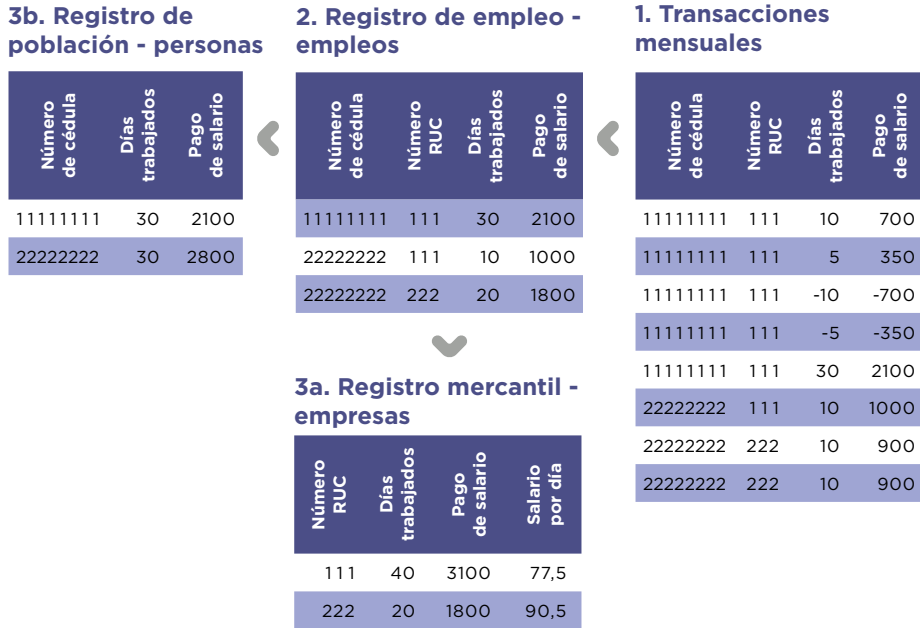 3b. Registro de
población - personas
Número
de cédula
Días
trabajados
Pago
de salario
11111111 30 2100
22222222 30 2800
2. Registro de empleo -
empleos
Número
de cédula
Número
RUC
Días
trabajados
Pago
de salario
11111111 111 30 2100
22222222 111 10 1000
22222222 222 20 1800
3a. Registro mercantil -
empresas
Número
RUC
Días
trabajados
Pago
de salario
Salario
por día
111 40 3100 77,5
222 20 1800 90,5
1. Transacciones
mensuales
Número
de cédula
Número
RUC
Días
trabajados
Pago
de salario
11111111 111 10 700
11111111 111 5 350
11111111 111 -10 -700
11111111 111 -5 -350
11111111 111 30 2100
22222222 111 10 1000
22222222 222 10 900
22222222 222 10 900